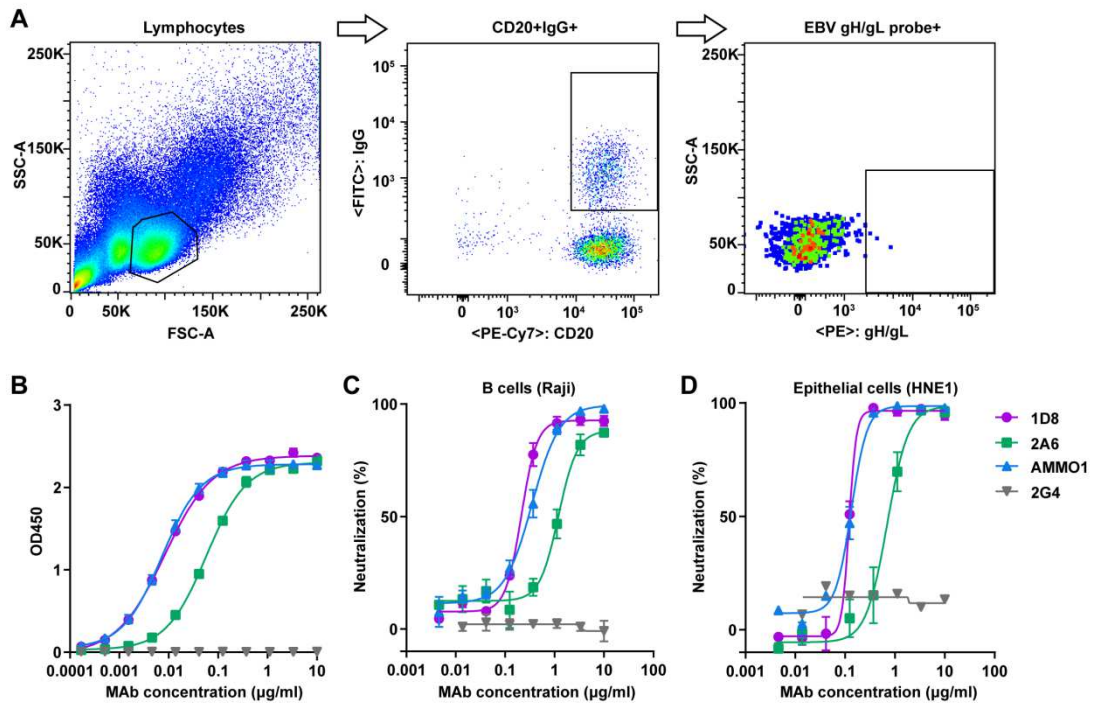 A
Lymphocytes
CD20+IgG+
EBV gH/gL probe+
250K
150K
50K
0
SSC-A
0
50K
150K
250K
FSC-A
10⁵
10⁴
10³
0
<FITC>: IgG
0
10³
10⁴
10⁵
<PE-Cy7>: CD20
250K
150K
50K
0
SSC-A
0
10³
10⁴
10⁵
<PE>: gH/gL
B
3
2
1
0
OD450
0.0001
0.001
0.01
0.1
1
10
MAb concentration (µg/ml)
C
B cells (Raji)
100
50
0
Neutralization (%)
0.001
0.01
0.1
1
10
100
MAb concentration (µg/ml)
D
Epithelial cells (HNE1)
100
50
0
Neutralization (%)
0.001
0.01
0.1
1
10
100
MAb concentration (µg/ml)
1D8
2A6
AMMO1
2G4